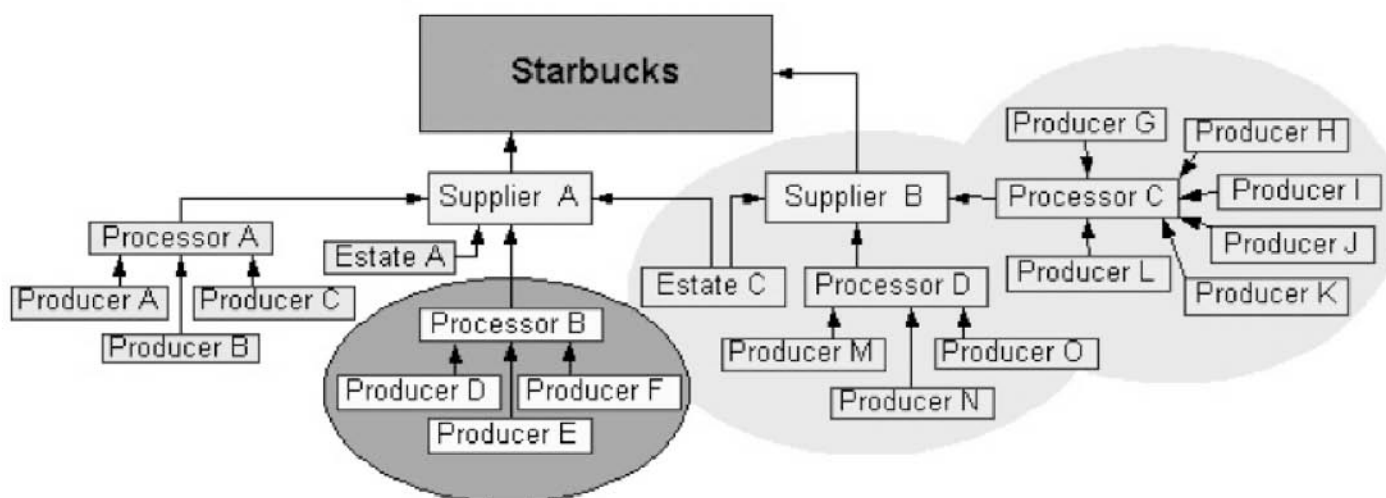 Starbucks
Producer G
Producer H
Supplier A
Supplier B
Processor C
Producer I
Processor A
Estate A
Producer J
Producer A
Producer C
Estate C
Processor D
Producer L
Producer K
Producer B
Processor B
Producer M
Producer O
Producer D
Producer F
Producer N
Producer E